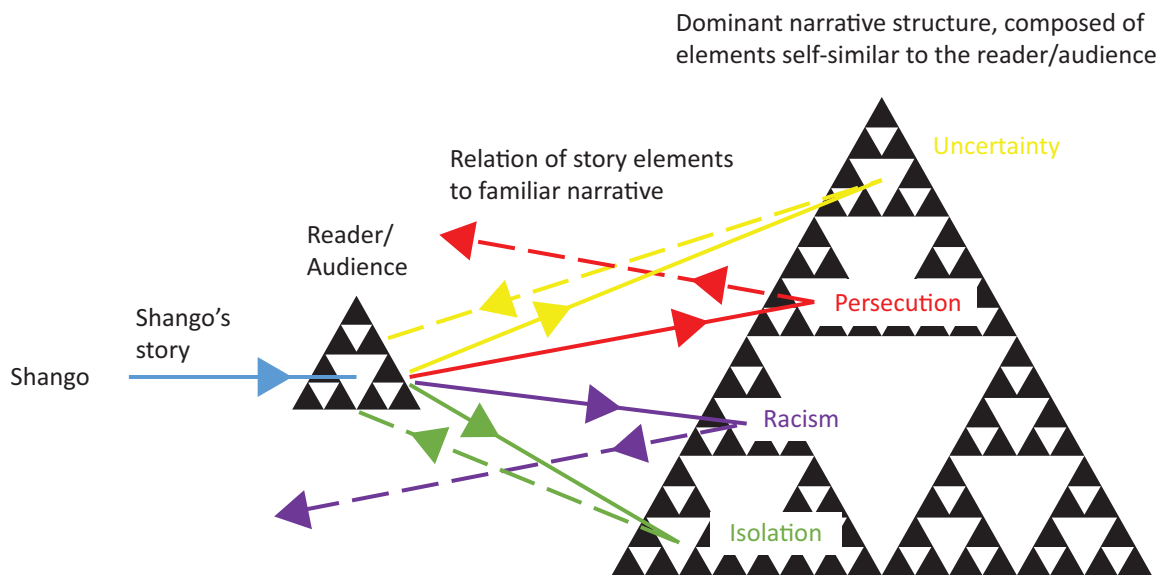 Dominant narrative structure, composed of
elements self-similar to the reader/audience
Uncertainty
Relation of story elements
to familiar narrative
Reader/
Audience
Persecution
Shango’s
story
Shango
Racism
Isolation